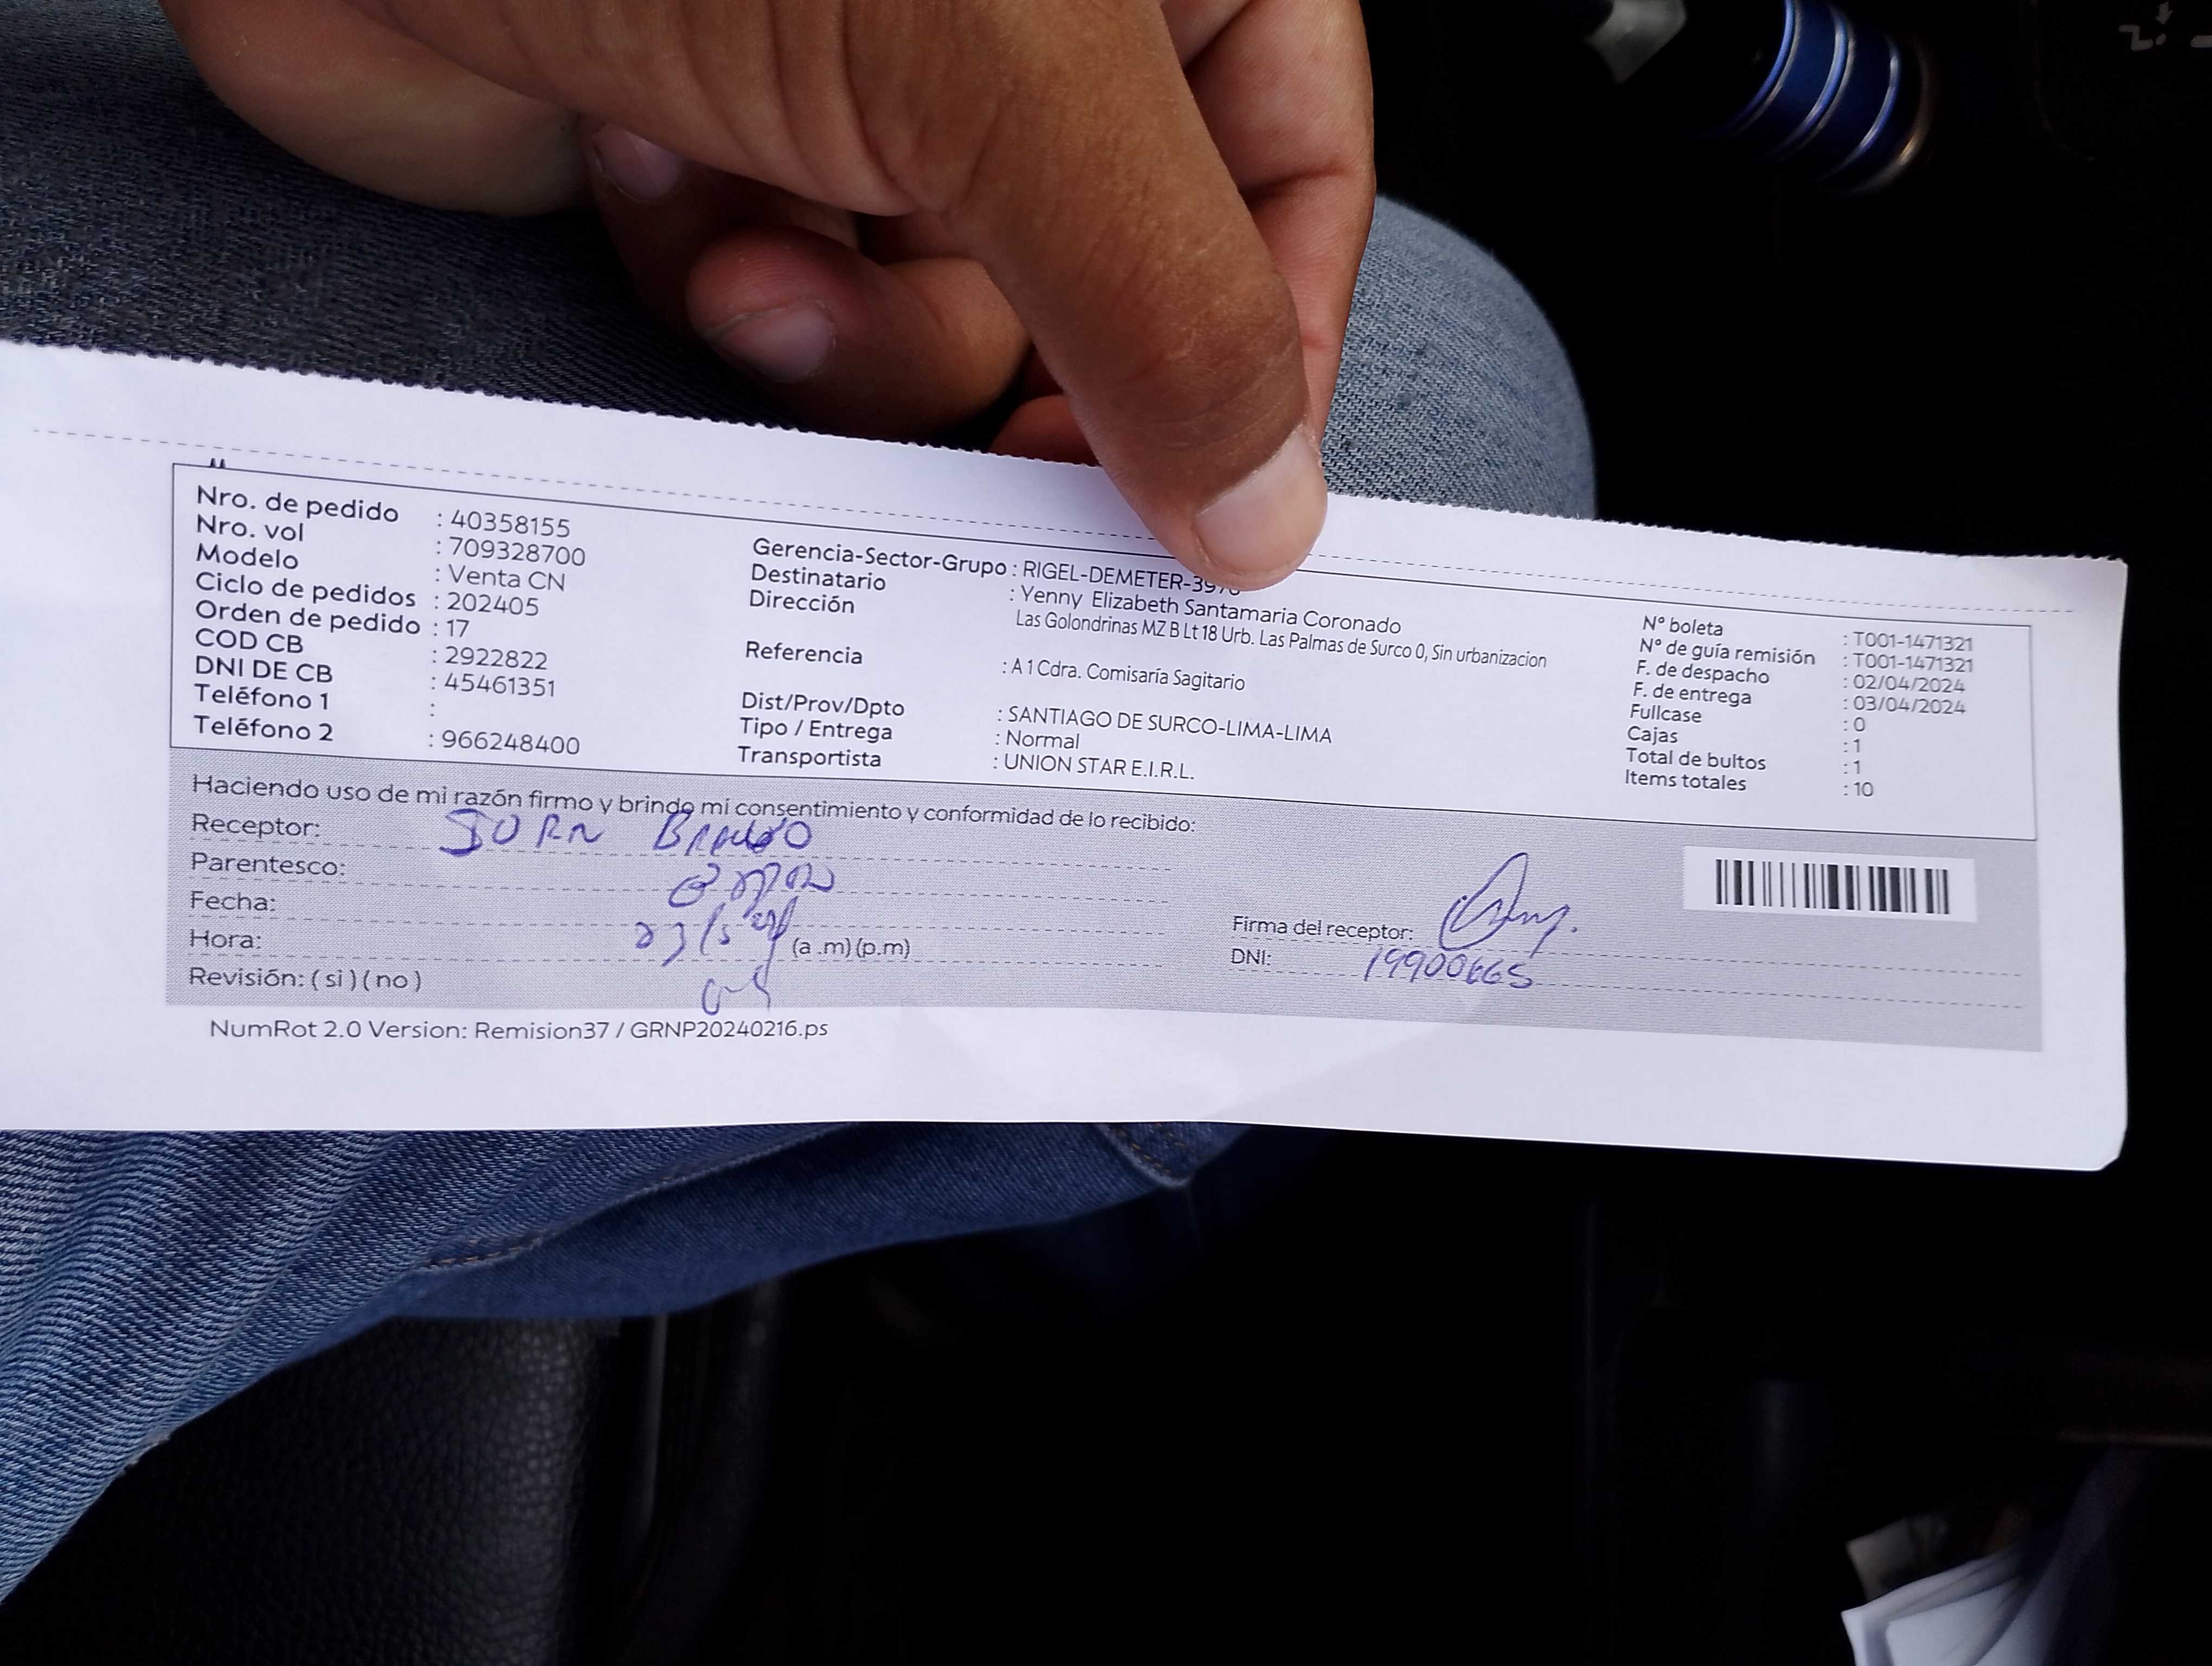 Nro. de pedido : 40358155
Nro. vol : 709328700
Modelo : Venta CN
Ciclo de pedidos : 202405
Orden de pedido : 17
COD CB : 2922822
DNI DE CB : 45461351
Teléfono 1 :
Teléfono 2 : 966248400
Gerencia-Sector-Grupo : RIGEL-DEMETER-
Destinatario : Yenny Elizabeth Santamaria Coronado
Dirección Las Golondrinas MZ B Lt 18 Urb. Las Palmas de Surco 0, Sin urbanizacion
Referencia : A 1 Cdra. Comisaría Sagitario
Dist/Prov/Dpto : SANTIAGO DE SURCO-LIMA-LIMA
Tipo / Entrega : Normal
Transportista : UNION STAR E.I.R.L.
N° boleta : T001-1471321
N° de guía remisión : T001-1471321
F. de despacho : 02/04/2024
F. de entrega : 03/04/2024
Fullcase : 0
Cajas : 1
Total de bultos : 1
Items totales : 10
Haciendo uso de mi razón firmo y brindo mi consentimiento y conformidad de lo recibido:
Receptor:
Parentesco:
Fecha:
Hora: (a .m) (p.m)
Revisión: ( si ) ( no )
Firma del receptor:
DNI: 19900665
NumRot 2.0 Version: Remision37 / GRNP20240216.ps